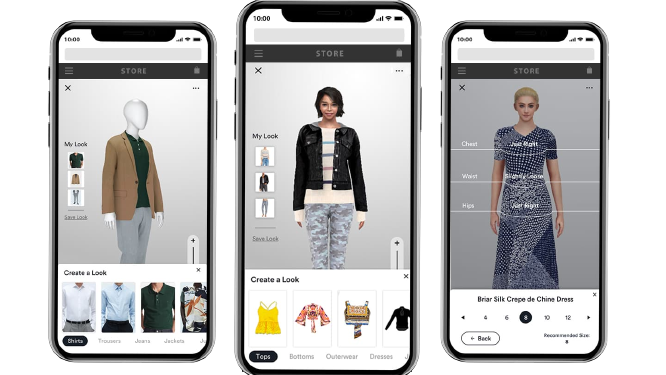 10:00
STORE
My Look
Save Look
Create a Look
Shirts Trousers Jeans Jackets
10:00
STORE
My Look
Save Look
Create a Look
Tops Bottoms Outerwear Dresses
10:00
STORE
Chest Just Right
Waist Slightly Loose
Hips Just Right
Briar Silk Crepe de Chine Dress
4 6 8 10 12
Back
Recommended Size:
8